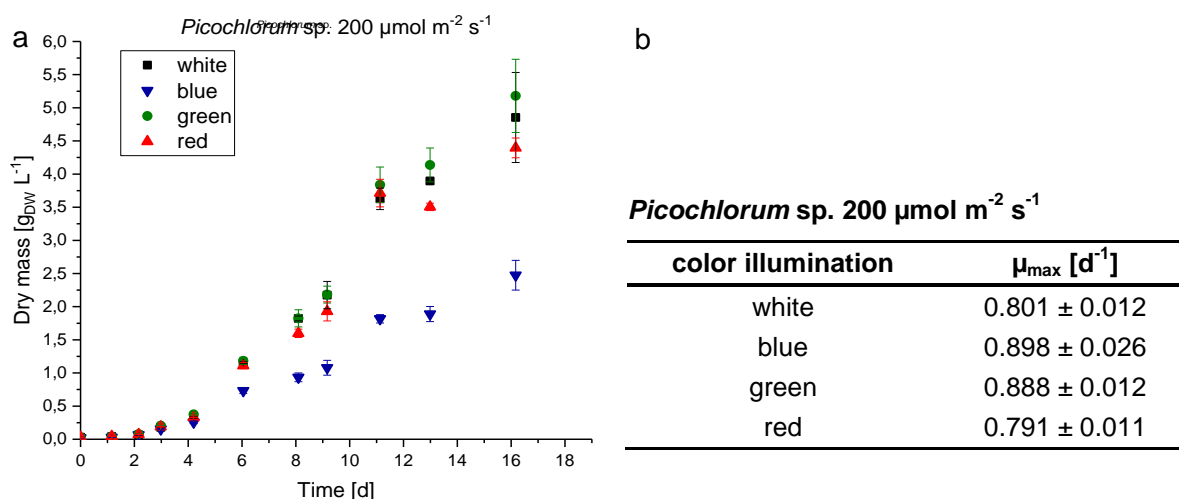 a
Picochlorum sp. 200 µmol m⁻² s⁻¹
Picochlorum sp.
white
blue
green
red
Dry mass [g_DW L⁻¹]
6,0
5,5
5,0
4,5
4,0
3,5
3,0
2,5
2,0
1,5
1,0
0,5
0,0
0 2 4 6 8 10 12 14 16 18
Time [d]
b
Picochlorum sp. 200 µmol m⁻² s⁻¹
color illumination µmax [d⁻¹]
white 0.801 ± 0.012
blue 0.898 ± 0.026
green 0.888 ± 0.012
red 0.791 ± 0.011